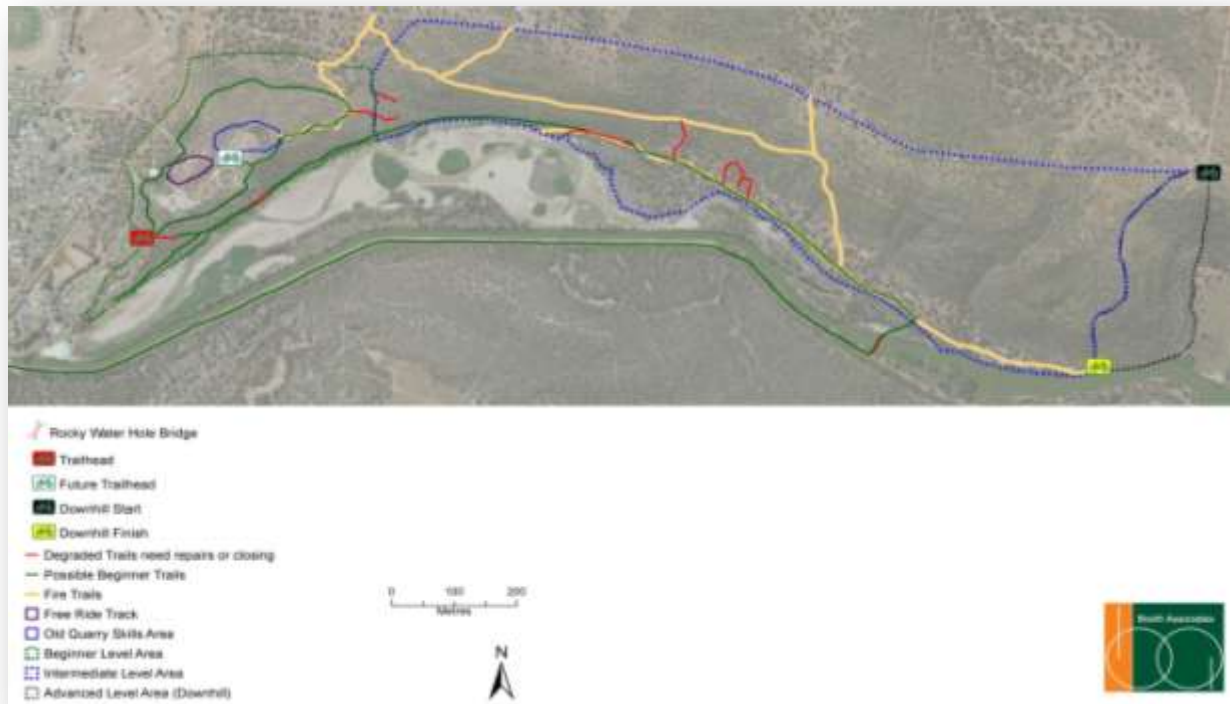 Rocky Water Hole Bridge
Trailhead
Future Trailhead
Downhill Start
Downhill Finish
Degraded Trails need repairs or closing
Possible Beginner Trails
Fire Trails
Free Ride Track
Old Quarry Skills Area
Beginner Level Area
Intermediate Level Area
Advanced Level Area (Downhill)
0 100 200
Metres
N
Booth Associates